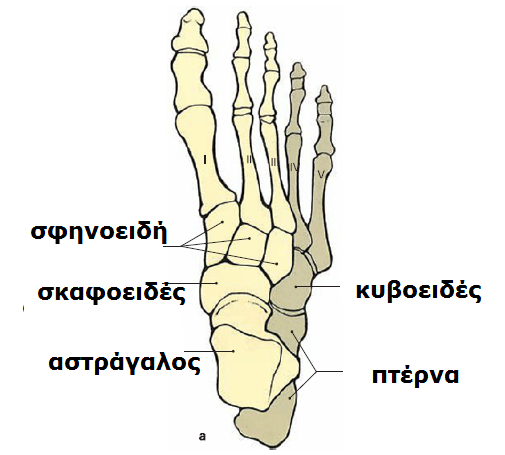 I II III IV V
σφηνοειδή
σκαφοειδές
κυβοειδές
αστράγαλος
πτέρνα
a